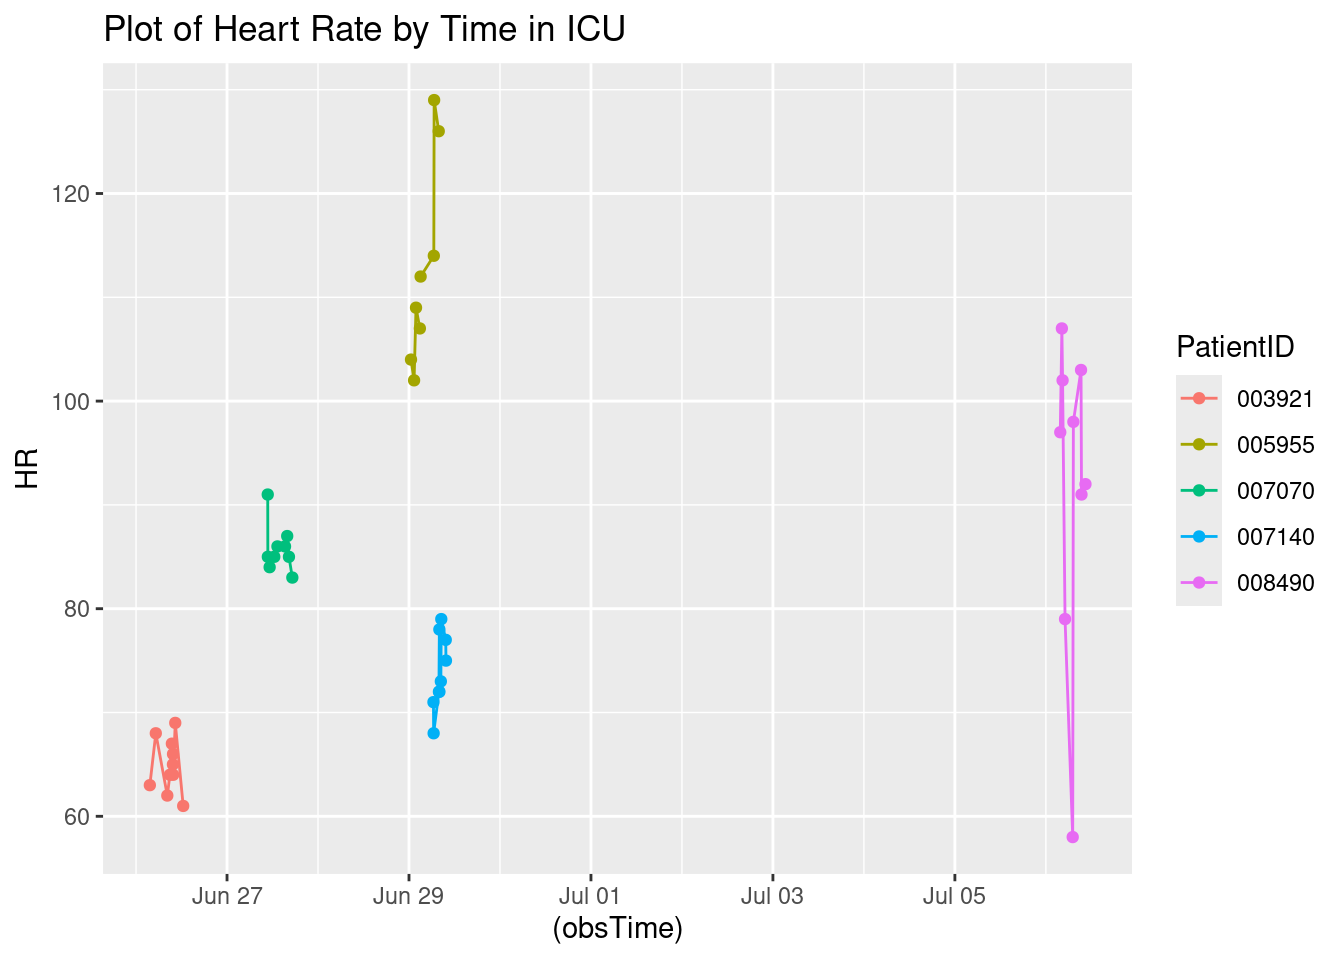 Plot of Heart Rate by Time in ICU
120
100
80
60
HR
Jun 27
Jun 29
Jul 01
Jul 03
Jul 05
(obsTime)
PatientID
003921
005955
007070
007140
008490